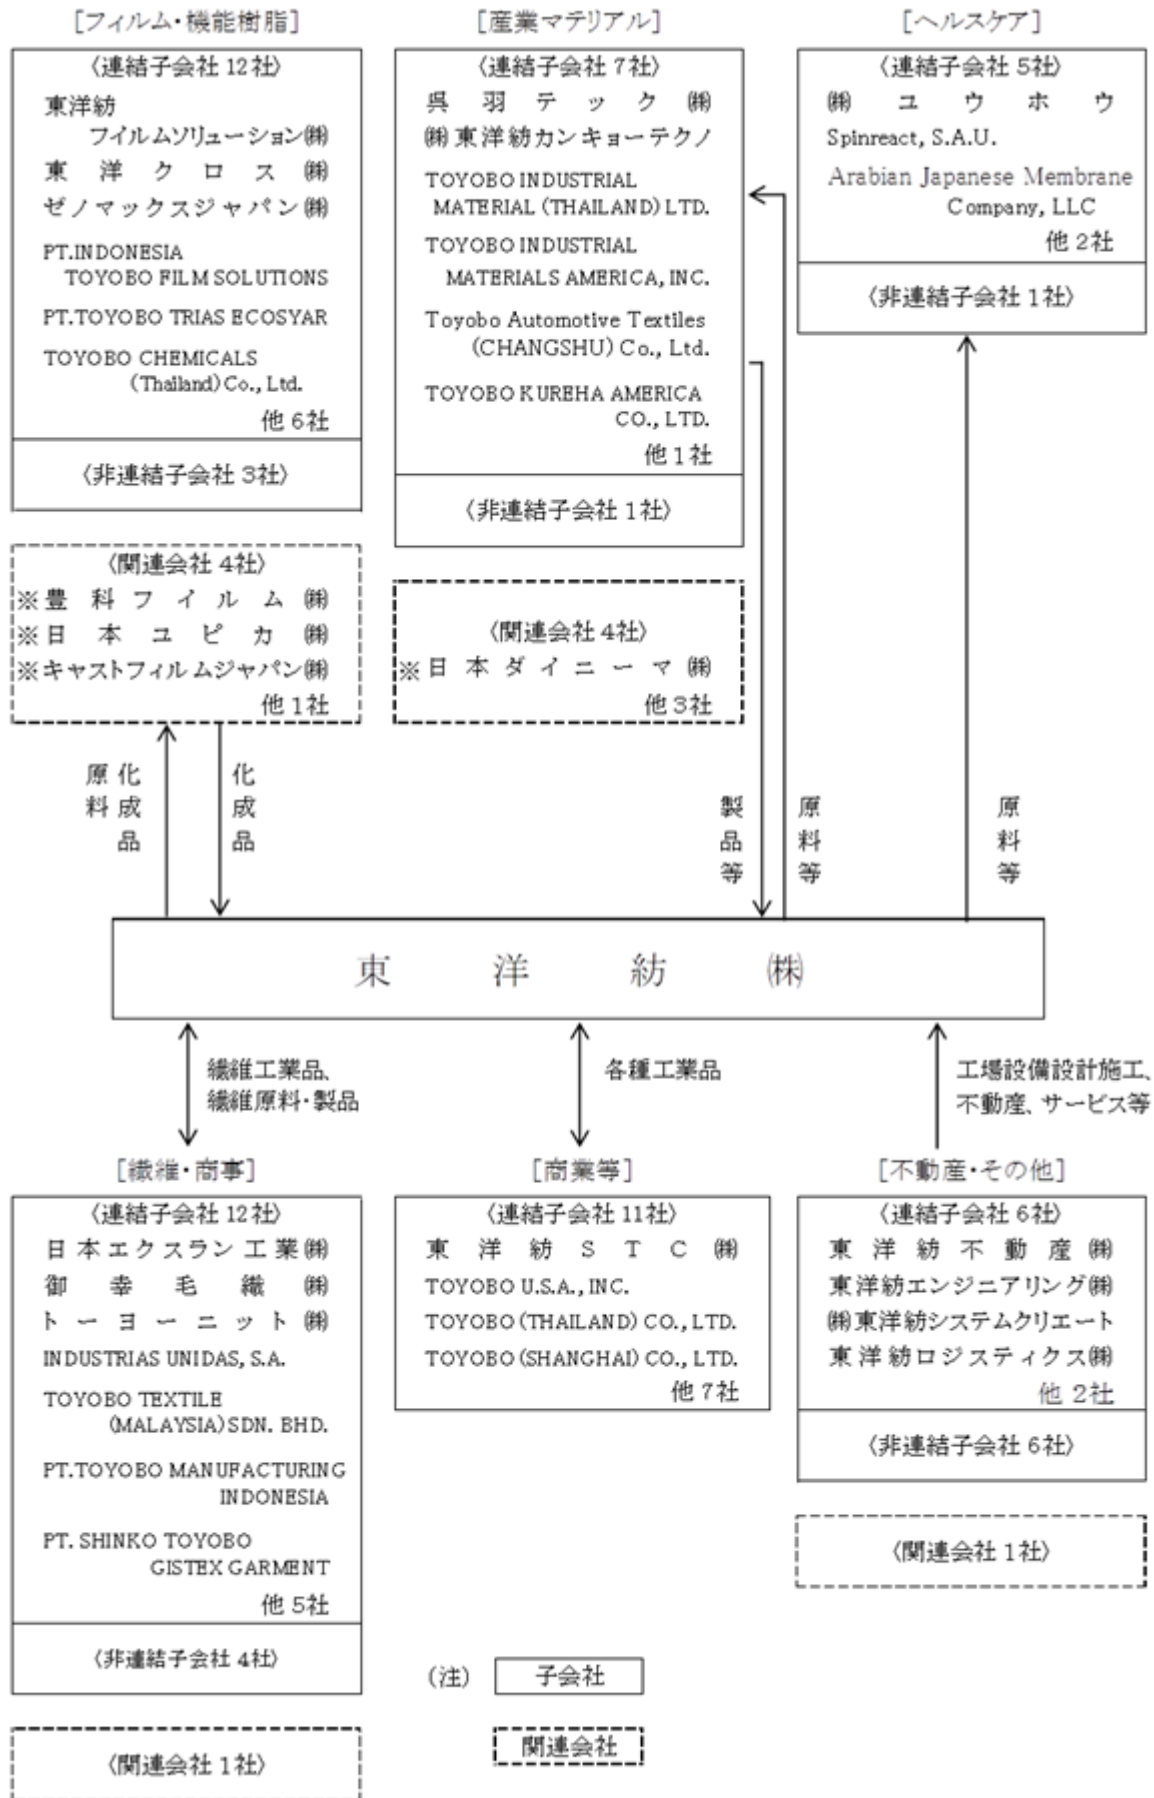 [フィルム・機能樹脂]
〈連結子会社 12社〉
東洋紡
フイルムソリューション㈱
東洋クロス㈱
ゼノマックスジャパン㈱
PT.INDONESIA
TOYOBO FILM SOLUTIONS
PT.TOYOBO TRIAS ECOSYAR
TOYOBO CHEMICALS
(Thailand)Co., Ltd.
他 6社
〈非連結子会社 3社〉
〈関連会社 4社〉
※豊科フイルム㈱
※日本ユピカ㈱
※キャストフィルムジャパン㈱
他 1社
[産業マテリアル]
〈連結子会社 7社〉
呉羽テック㈱
㈱東洋紡カンキョーテクノ
TOYOBO INDUSTRIAL
MATERIAL (THAILAND) LTD.
TOYOBO INDUSTRIAL
MATERIALS AMERICA, INC.
Toyobo Automotive Textiles
(CHANGSHU) Co., Ltd.
TOYOBO KUREHA AMERICA
CO., LTD.
他 1社
〈非連結子会社 1社〉
〈関連会社 4社〉
※日本ダイニーマ㈱
他 3社
[ヘルスケア]
〈連結子会社 5社〉
㈱ユウホウ
Spinreact, S.A.U.
Arabian Japanese Membrane
Company, LLC
他 2社
〈非連結子会社 1社〉
化成品
原料
化成品
製品等
原料等
原料等
東洋紡㈱
繊維工業品、
繊維原料・製品
各種工業品
工場設備設計施工、
不動産、サービス等
[繊維・商事]
〈連結子会社 12社〉
日本エクスラン工業㈱
御幸毛織㈱
トーヨーニット㈱
INDUSTRIAS UNIDAS, S.A.
TOYOBO TEXTILE
(MALAYSIA) SDN. BHD.
PT.TOYOBO MANUFACTURING
INDONESIA
PT. SHINKO TOYOBO
GISTEX GARMENT
他 5社
〈非連結子会社 4社〉
〈関連会社 1社〉
[商業等]
〈連結子会社 11社〉
東洋紡STC㈱
TOYOBO U.S.A., INC.
TOYOBO (THAILAND) CO., LTD.
TOYOBO (SHANGHAI) CO., LTD.
他 7社
[不動産・その他]
〈連結子会社 6社〉
東洋紡不動産㈱
東洋紡エンジニアリング㈱
㈱東洋紡システムクリエート
東洋紡ロジスティクス㈱
他 2社
〈非連結子会社 6社〉
〈関連会社 1社〉
(注) 子会社
関連会社